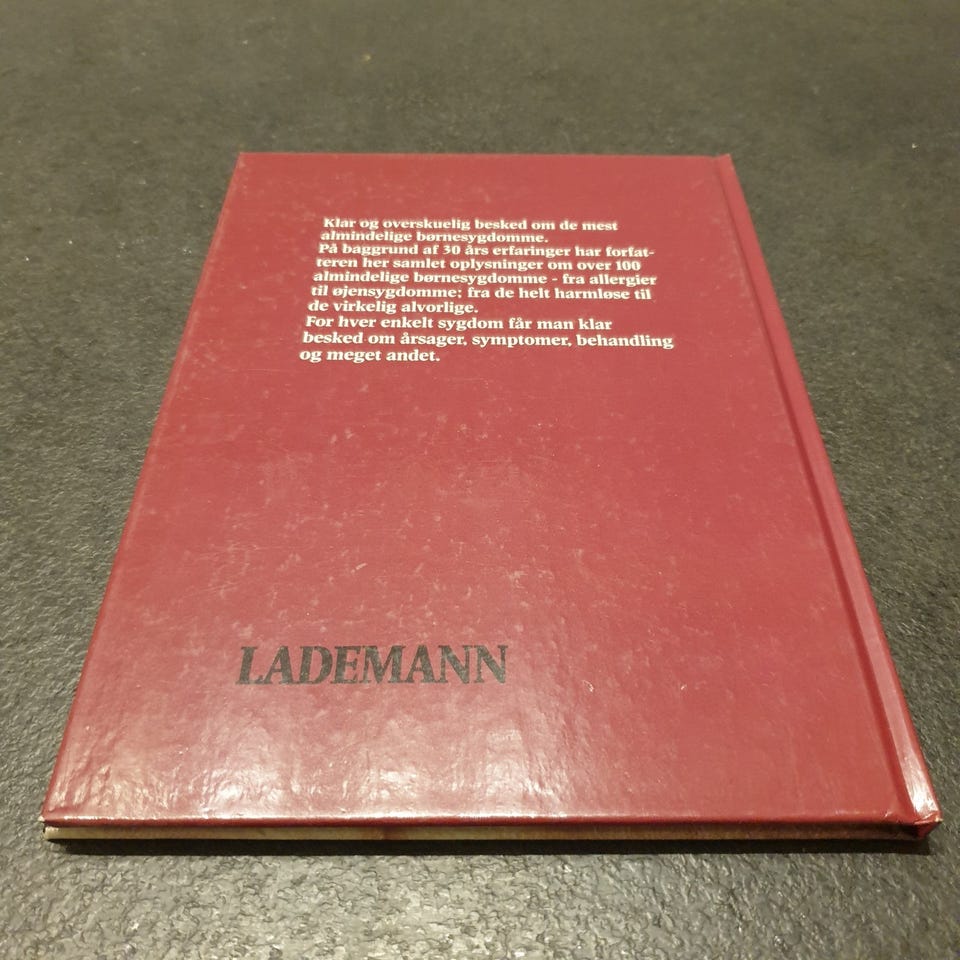 Klar og overskuelig besked om de mest
almindelige børnesygdomme.
På baggrund af 30 års erfaringer har forfat-
teren her samlet oplysninger om over 100
almindelige børnesygdomme - fra allergier
til øjensygdomme; fra de helt harmløse til
de virkelig alvorlige.
For hver enkelt sygdom får man klar
besked om årsager, symptomer, behandling
og meget andet.
LADEMANN